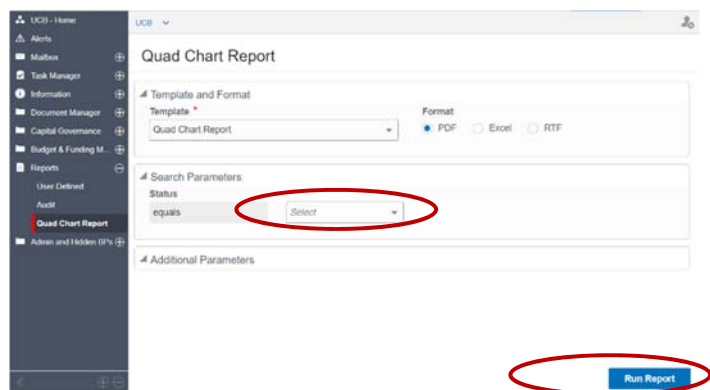 UCB - Home
Alerts
Mailbox
Task Manager
Information
Document Manager
Capital Governance
Budget & Funding M...
Reports
User Defined
Audit
Quad Chart Report
Admin and Hidden BPs
UCB
Quad Chart Report
Template and Format
Template *
Format
Quad Chart Report
PDF
Excel
RTF
Search Parameters
Status
equals
Select
Additional Parameters
Run Report